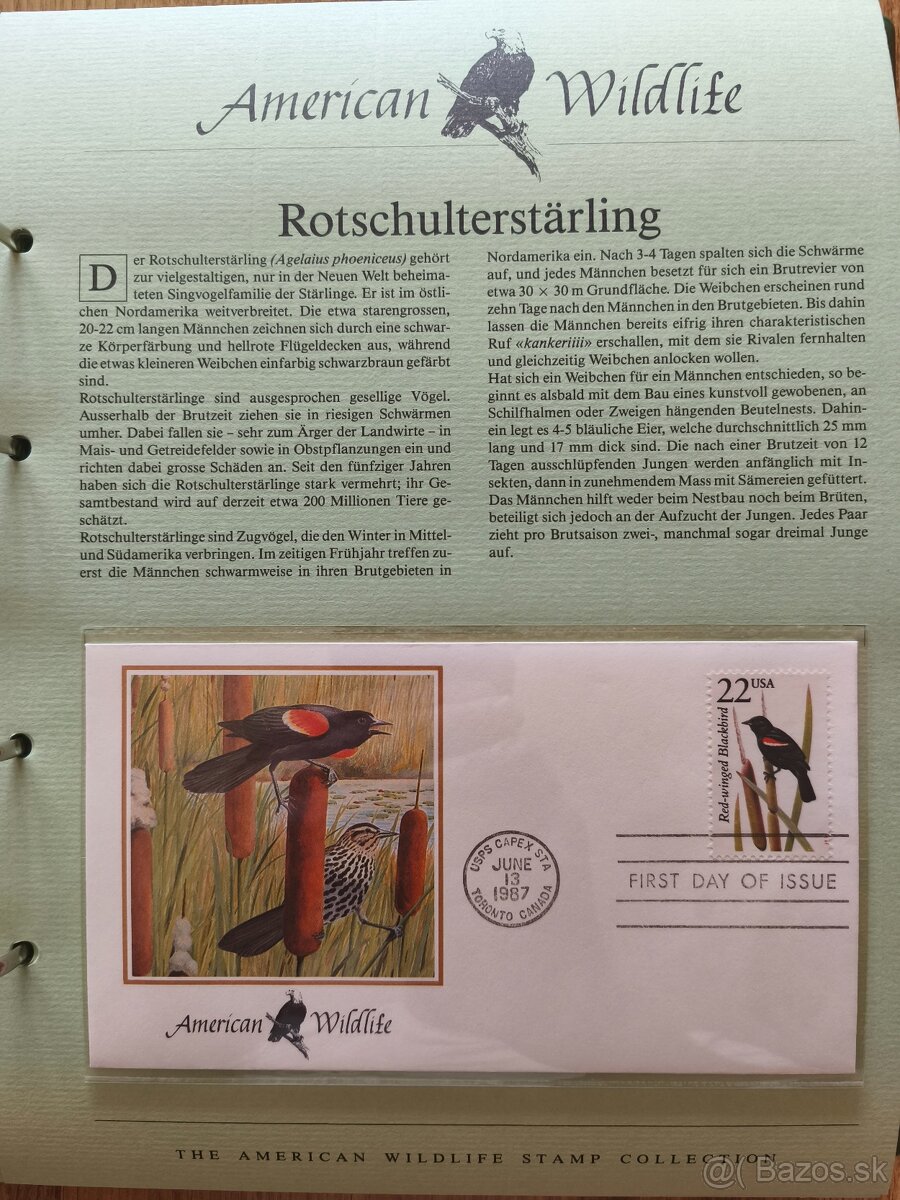 American Wildlife
Rotschulterstärling
Der Rotschulterstärling (Agelaius phoeniceus) gehört
zur vielgestaltigen, nur in der Neuen Welt beheima-
teten Singvogelfamilie der Stärlinge. Er ist im östli-
chen Nordamerika weitverbreitet. Die etwa starengrossen,
20-22 cm langen Männchen zeichnen sich durch eine schwar-
ze Körperfärbung und hellrote Flügeldecken aus, während
die etwas kleineren Weibchen einfarbig schwarzbraun gefärbt
sind.
Rotschulterstärlinge sind ausgesprochen gesellige Vögel.
Ausserhalb der Brutzeit ziehen sie in riesigen Schwärmen
umher. Dabei fallen sie – sehr zum Ärger der Landwirte – in
Mais- und Getreidefelder sowie in Obstpflanzungen ein und
richten dabei grosse Schäden an. Seit den fünfziger Jahren
haben sich die Rotschulterstärlinge stark vermehrt; ihr Ge-
samtbestand wird auf derzeit etwa 200 Millionen Tiere ge-
schätzt.
Rotschulterstärlinge sind Zugvögel, die den Winter in Mittel-
und Südamerika verbringen. Im zeitigen Frühjahr treffen zu-
erst die Männchen schwarmweise in ihren Brutgebieten in
Nordamerika ein. Nach 3-4 Tagen spalten sich die Schwärme
auf, und jedes Männchen besetzt für sich ein Brutrevier von
etwa 30 × 30 m Grundfläche. Die Weibchen erscheinen rund
zehn Tage nach den Männchen in den Brutgebieten. Bis dahin
lassen die Männchen bereits eifrig ihren charakteristischen
Ruf «kankeriiii» erschallen, mit dem sie Rivalen fernhalten
und gleichzeitig Weibchen anlocken wollen.
Hat sich ein Weibchen für ein Männchen entschieden, so be-
ginnt es alsbald mit dem Bau eines kunstvoll gewobenen, an
Schilfhalmen oder Zweigen hängenden Beutelnests. Dahin-
ein legt es 4-5 bläuliche Eier, welche durchschnittlich 25 mm
lang und 17 mm dick sind. Die nach einer Brutzeit von 12
Tagen ausschlüpfenden Jungen werden anfänglich mit In-
sekten, dann in zunehmendem Mass mit Sämereien gefüttert.
Das Männchen hilft weder beim Nestbau noch beim Brüten,
beteiligt sich jedoch an der Aufzucht der Jungen. Jedes Paar
zieht pro Brutsaison zwei-, manchmal sogar dreimal Junge
auf.
22 USA
Red-winged Blackbird
USPS CAPEX STA
JUNE
13
1987
TORONTO CANADA
FIRST DAY OF ISSUE
American Wildlife
THE AMERICAN WILDLIFE STAMP COLLECTION
Bazos.sk